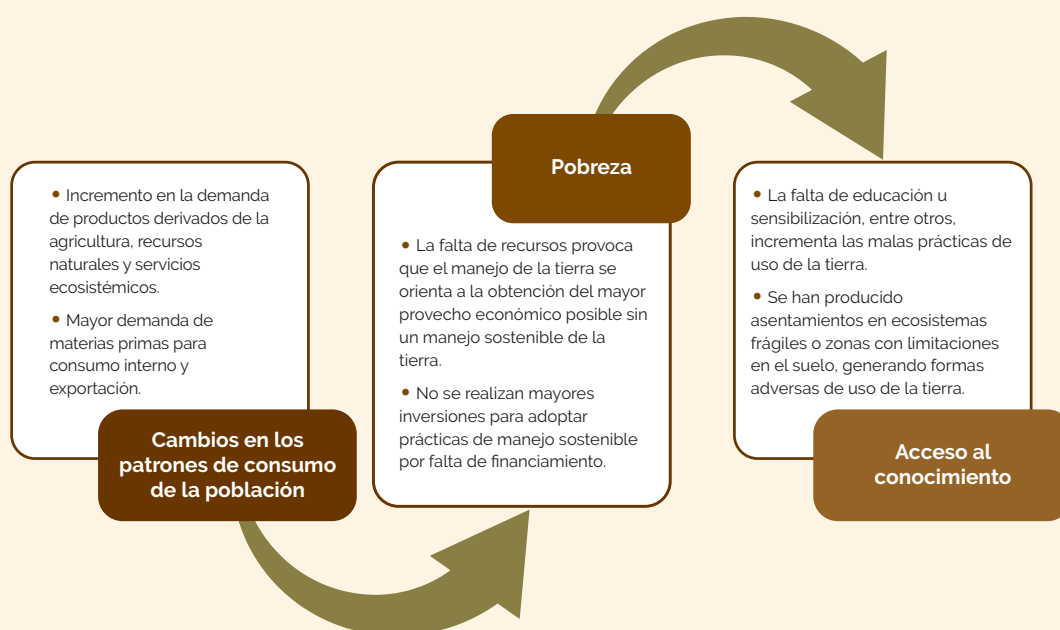 • Incremento en la demanda
de productos derivados de la
agricultura, recursos
naturales y servicios
ecosistémicos.
• Mayor demanda de
materias primas para
consumo interno y
exportación.
Cambios en los
patrones de consumo
de la población
Pobreza
• La falta de recursos provoca
que el manejo de la tierra se
orienta a la obtención del mayor
provecho económico posible sin
un manejo sostenible de la
tierra.
• No se realizan mayores
inversiones para adoptar
prácticas de manejo sostenible
por falta de financiamiento.
• La falta de educación u
sensibilización, entre otros,
incrementa las malas prácticas de
uso de la tierra.
• Se han producido
asentamientos en ecosistemas
frágiles o zonas con limitaciones
en el suelo, generando formas
adversas de uso de la tierra.
Acceso al
conocimiento